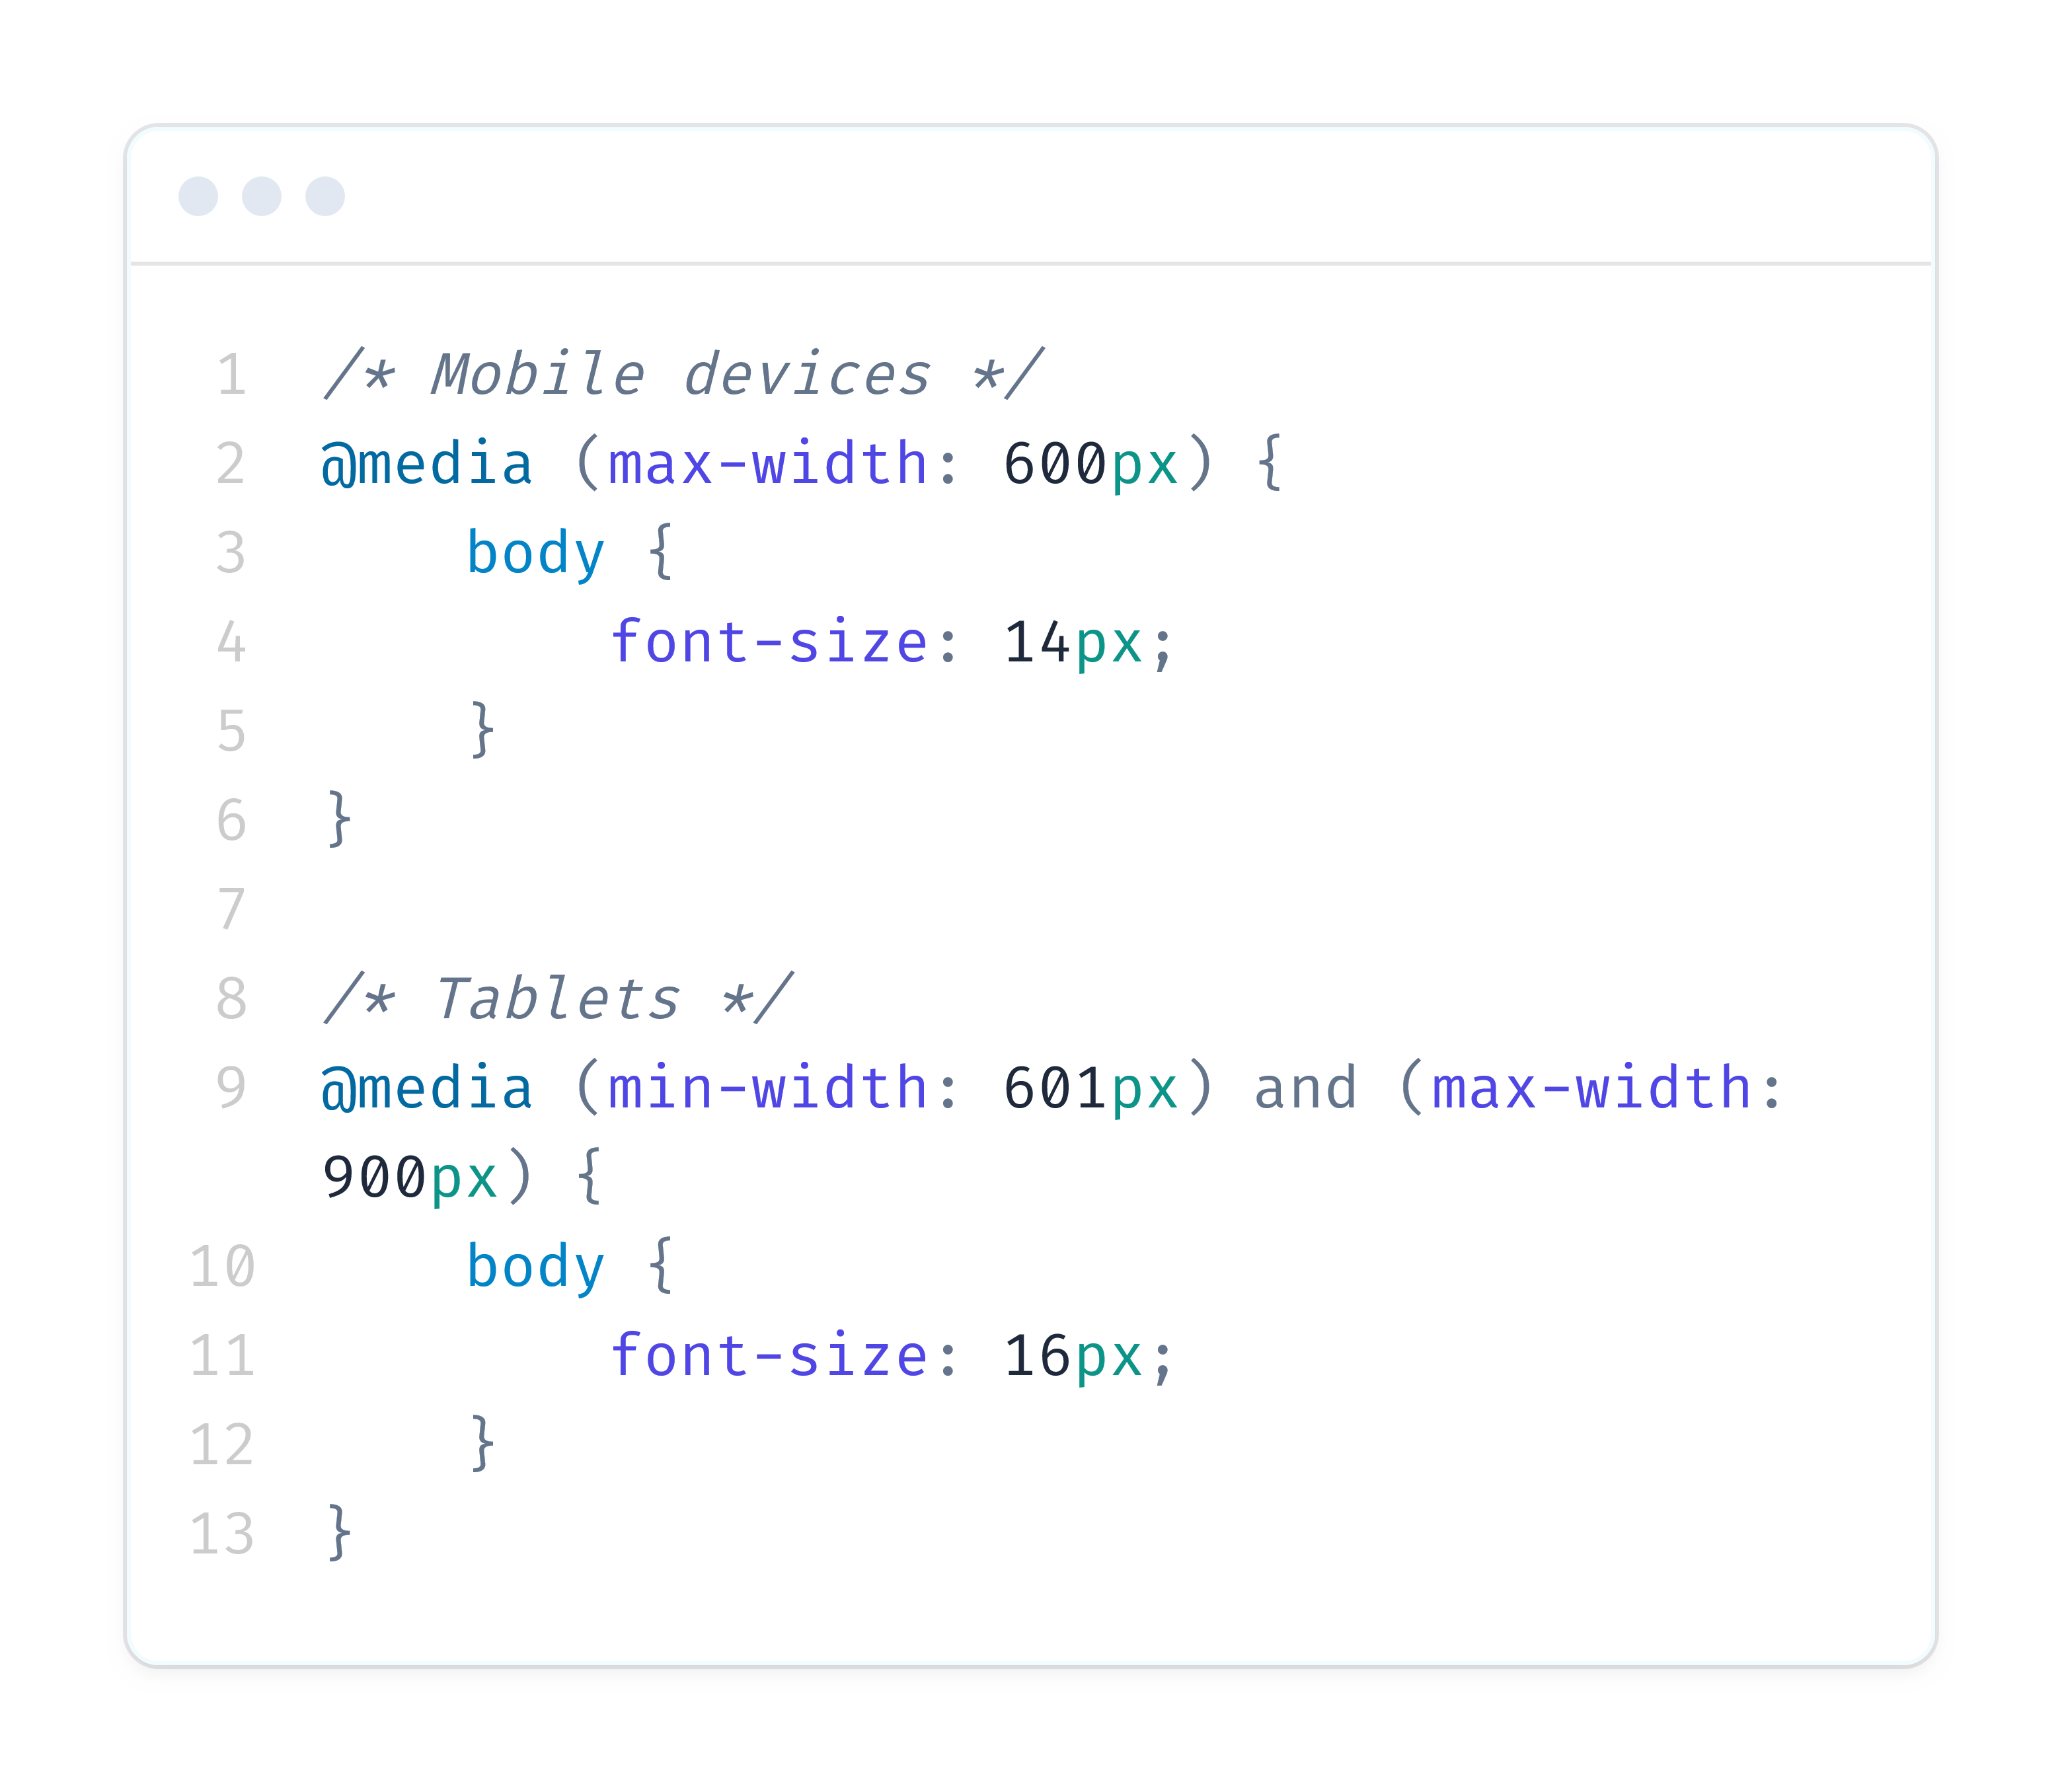 1 /* Mobile devices */
2 @media (max-width: 600px) {
3     body {
4         font-size: 14px;
5     }
6 }
7
8 /* Tablets */
9 @media (min-width: 601px) and (max-width:
900px) {
10     body {
11         font-size: 16px;
12     }
13 }